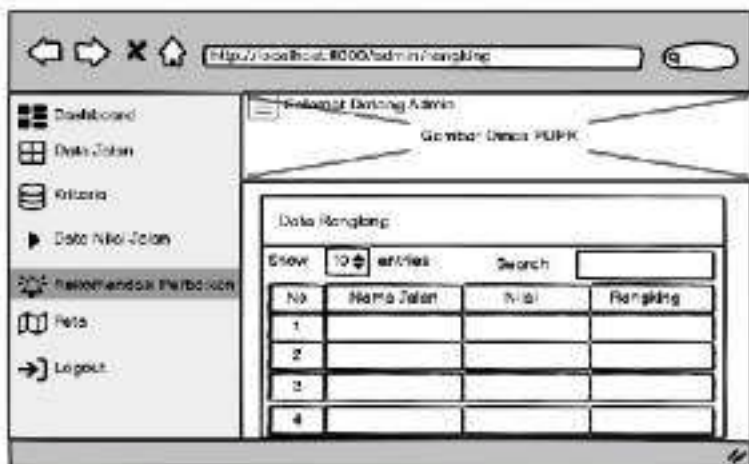 http://localhost:8000/admin/rangking
Dashboard
Data Jalan
Kriteria
Data Nilai Jalan
Rekomendasi Perbaikan
Peta
Logout
Selamat Datang Admin
Gambar Dinas PUPR
Data Rangking
Show 10 entries Search
No Nama Jalan Nilai Rangking
1
2
3
4